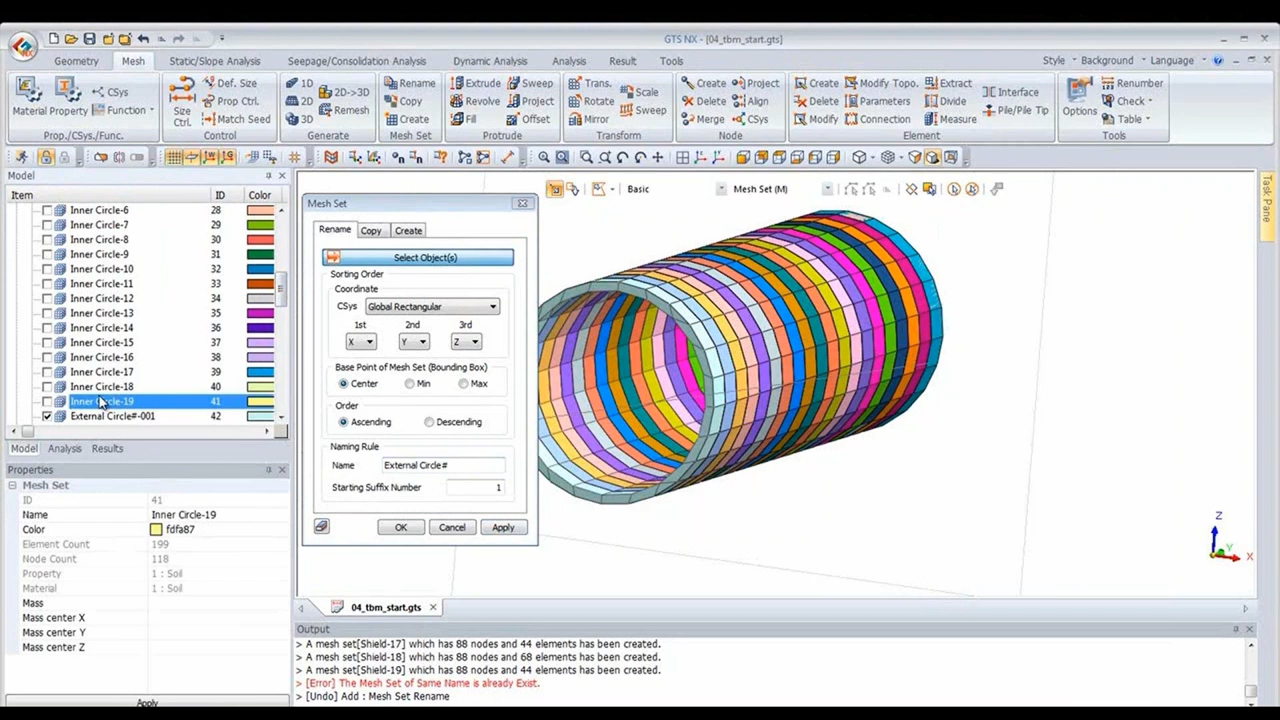 GTS NX - [04_tbm_start.gts]
Geometry Mesh Static/Slope Analysis Seepage/Consolidation Analysis Dynamic Analysis Analysis Result Tools Style Background Language
CSys 1D 2D->3D Def. Size Rename Extrude Sweep Trans. Scale Create Project Create Modify Topo. Extract Interface Renumber
Material Property Function Size Ctrl. Prop Ctrl. 2D Remesh Copy Revolve Project Rotate Sweep Delete Align Delete Parameters Divide Pile/Pile Tip Options Check
Match Seed 3D Create Fill Offset Mirror Merge CSys Modify Connection Measure Table
Prop./CSys./Func. Control Generate Mesh Set Protrude Transform Node Element Tools
Model
Item ID Color
Inner Circle-6 28
Inner Circle-7 29
Inner Circle-8 30
Inner Circle-9 31
Inner Circle-10 32
Inner Circle-11 33
Inner Circle-12 34
Inner Circle-13 35
Inner Circle-14 36
Inner Circle-15 37
Inner Circle-16 38
Inner Circle-17 39
Inner Circle-18 40
Inner Circle-19 41
External Circle#-001 42
Model Analysis Results
Properties
Mesh Set
ID 41
Name Inner Circle-19
Color fdfa87
Element Count 199
Node Count 118
Property 1 : Soil
Material 1 : Soil
Mass
Mass center X
Mass center Y
Mass center Z
Apply
Mesh Set
Rename Copy Create
Select Object(s)
Sorting Order
Coordinate
CSys Global Rectangular
1st 2nd 3rd
X Y Z
Base Point of Mesh Set (Bounding Box)
Center Min Max
Order
Ascending Descending
Naming Rule
Name External Circle#
Starting Suffix Number 1
OK Cancel Apply
Basic Mesh Set (M)
Task Pane
Z
Y
X
04_tbm_start.gts
Output
> A mesh set[Shield-17] which has 88 nodes and 44 elements has been created.
> A mesh set[Shield-18] which has 88 nodes and 68 elements has been created.
> A mesh set[Shield-19] which has 88 nodes and 44 elements has been created.
> [Error] The Mesh Set of Same Name is already Exist.
> [Undo] Add : Mesh Set Rename